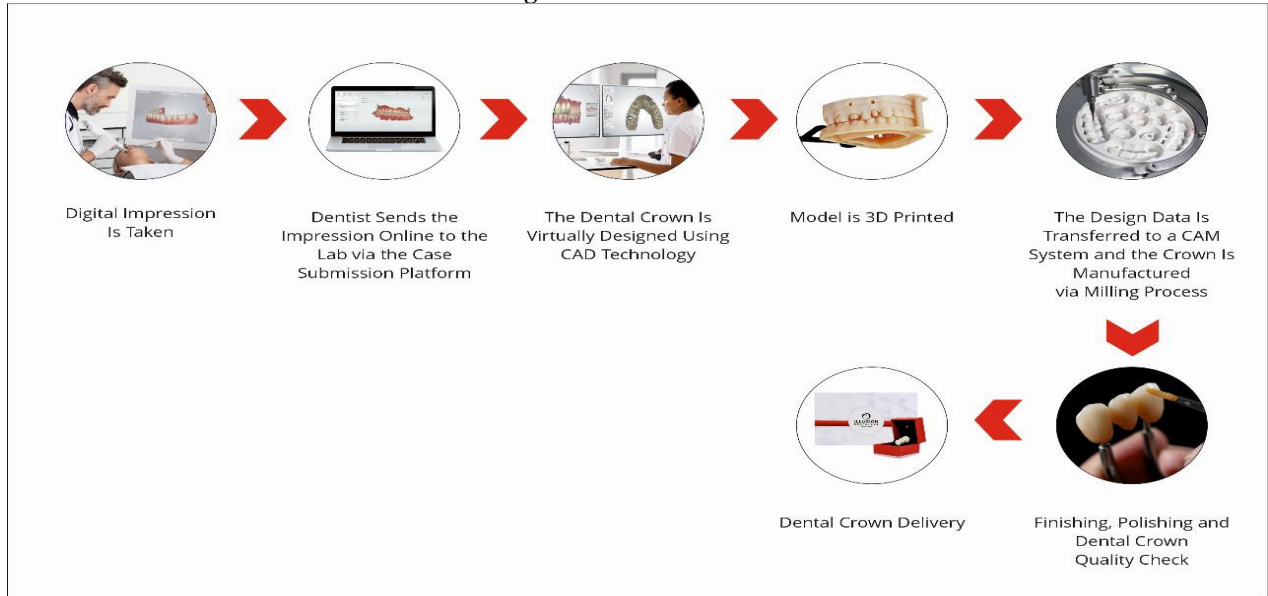 Digital Impression
Is Taken
Dentist Sends the
Impression Online to the
Lab via the Case
Submission Platform
The Dental Crown Is
Virtually Designed Using
CAD Technology
Model is 3D Printed
The Design Data Is
Transferred to a CAM
System and the Crown Is
Manufactured
via Milling Process
ILLUSION
Dental Crown Delivery
Finishing, Polishing and
Dental Crown
Quality Check